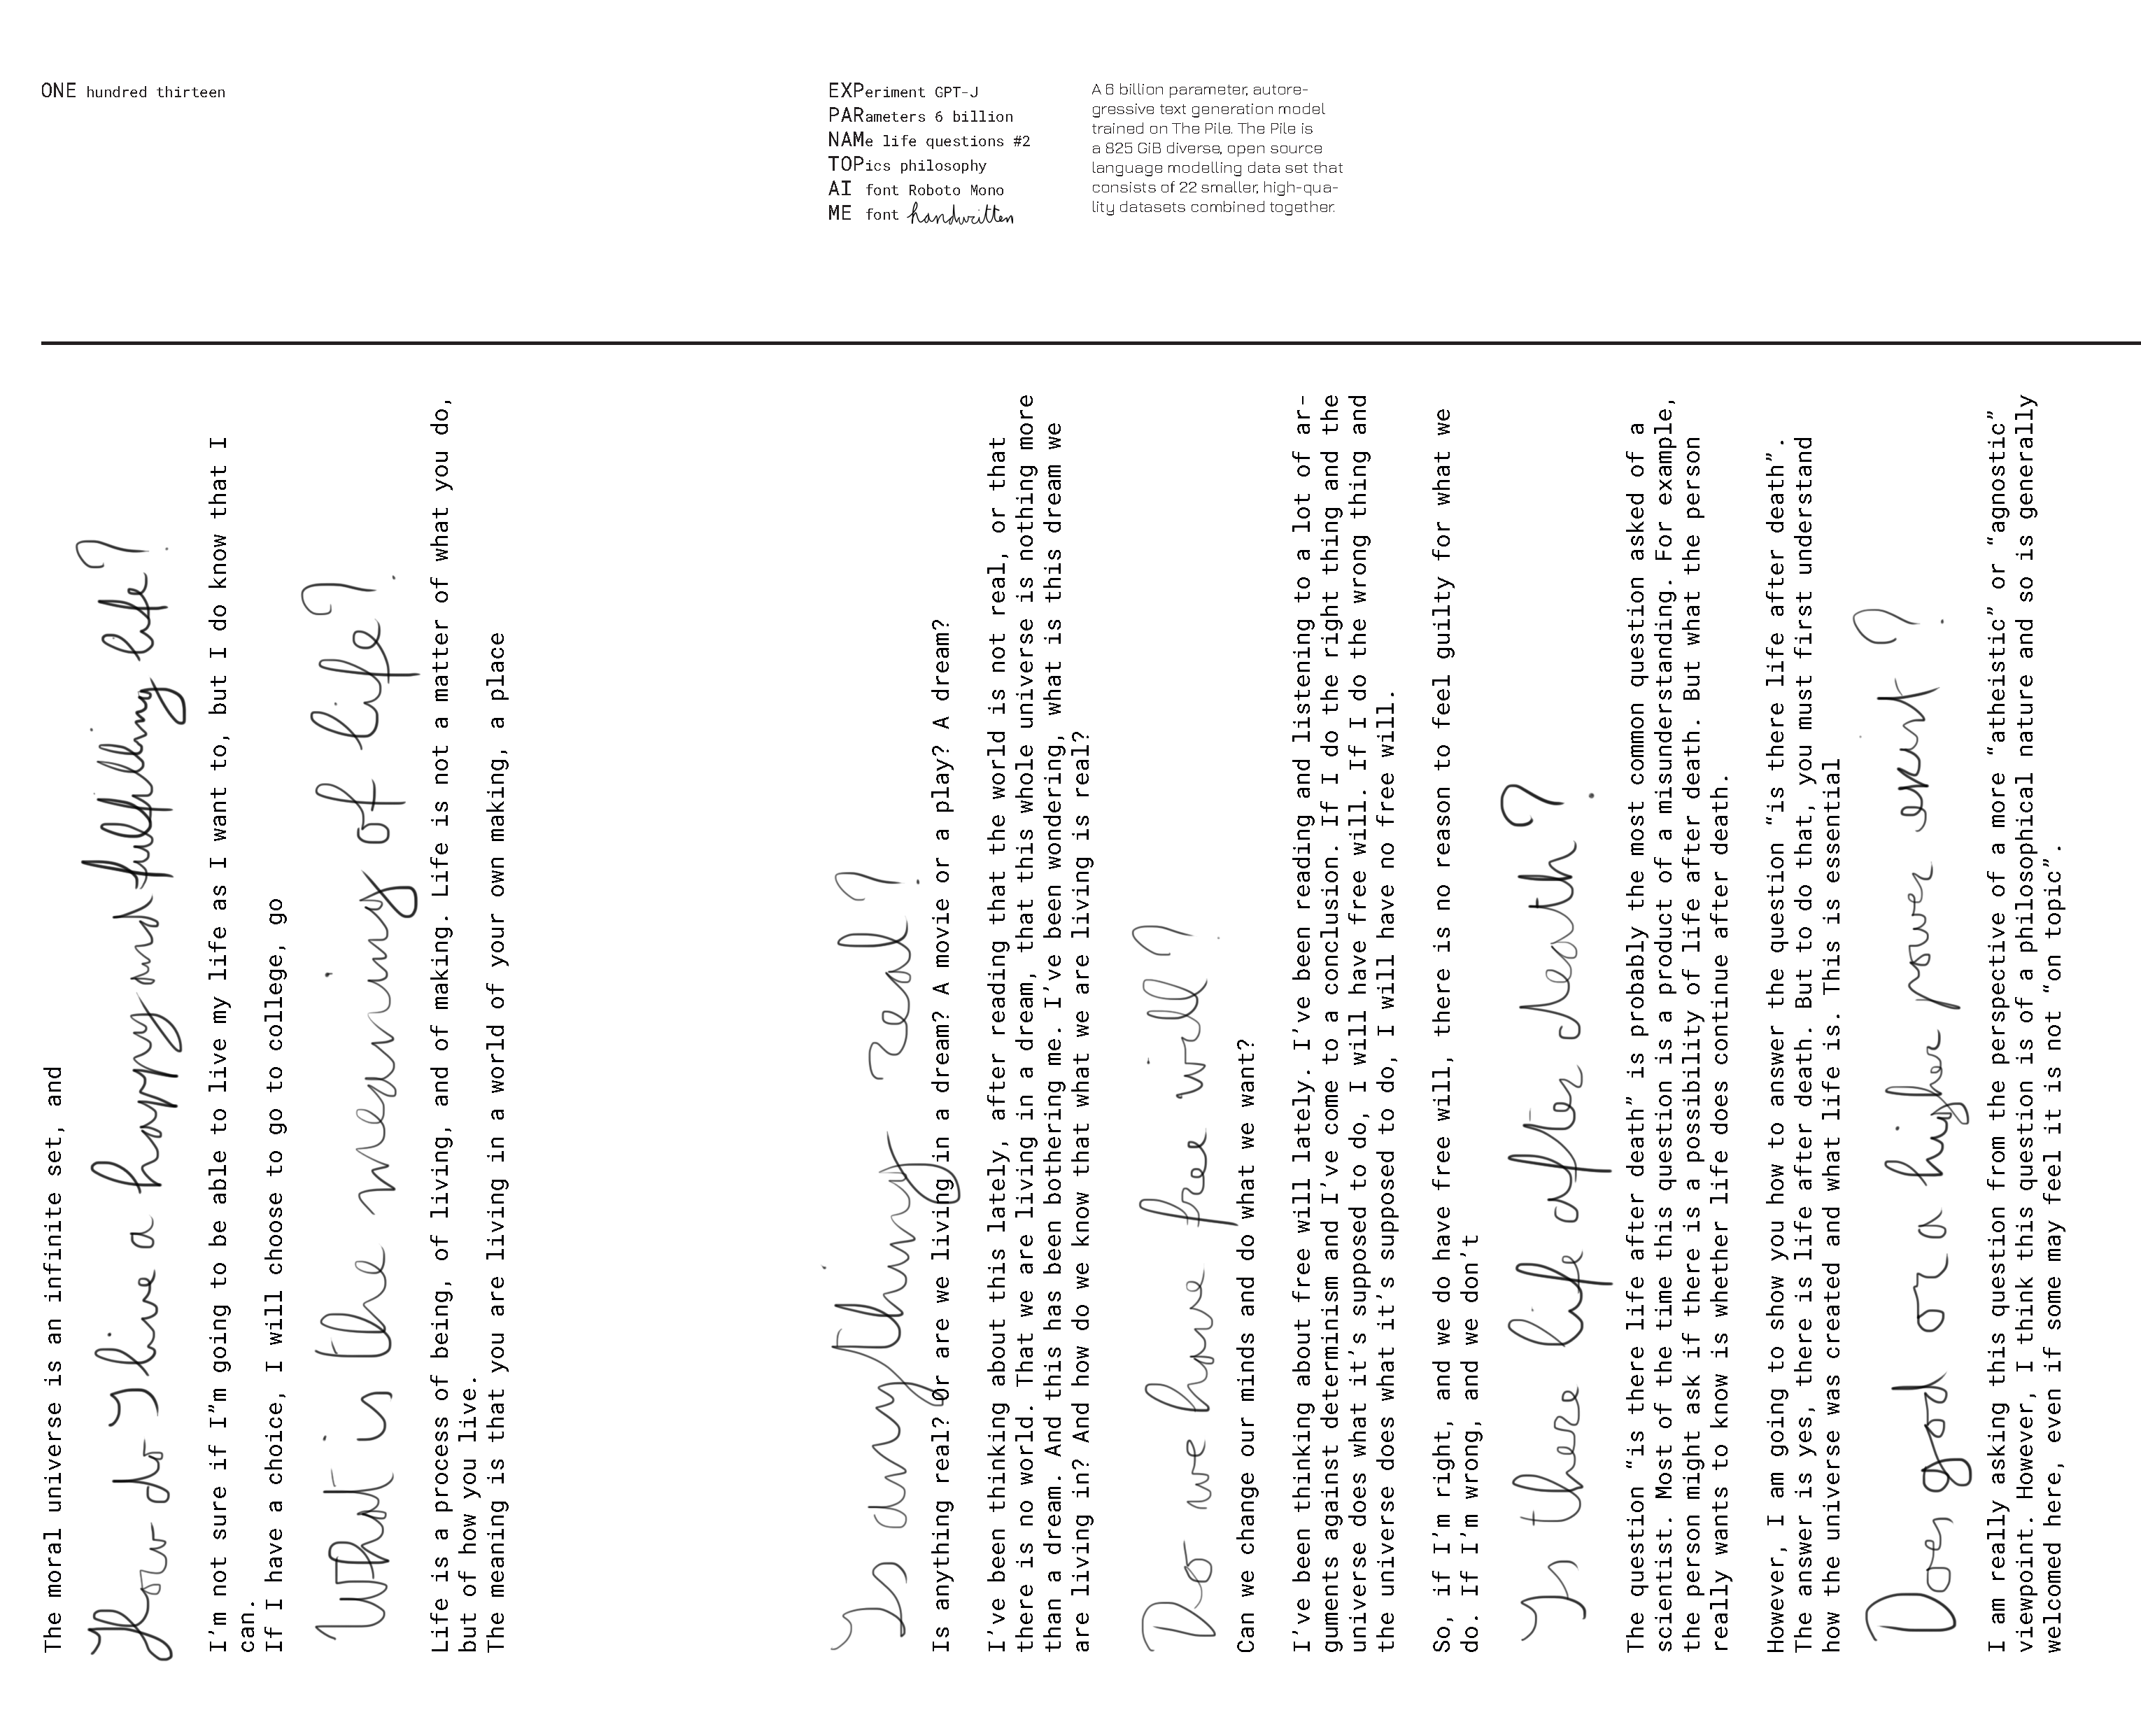 ONE hundred thirteen
EXPeriment GPT-J
PARameters 6 billion
NAMe life questions #2
TOPics philosophy
AI font Roboto Mono
ME font handwritten
A 6 billion parameter, autore-
gressive text generation model
trained on The Pile. The Pile is
a 825 GiB diverse, open source
language modelling data set that
consists of 22 smaller, high-qua-
lity datasets combined together.
The moral universe is an infinite set, and
How do I live a happy and fullfilling life?
I'm not sure if I"m going to be able to live my life as I want to, but I do know that I
can.
If I have a choice, I will choose to go to college, go
What is the meaning of life?
Life is a process of being, of living, and of making. Life is not a matter of what you do,
but of how you live.
The meaning is that you are living in a world of your own making, a place
Is anything real?
Is anything real? Or are we living in a dream? A movie or a play? A dream?
I've been thinking about this lately, after reading that the world is not real, or that
there is no world. That we are living in a dream, that this whole universe is nothing more
than a dream. And this has been bothering me. I've been wondering, what is this dream we
are living in? And how do we know that what we are living is real?
Do we have free will?
Can we change our minds and do what we want?
I've been thinking about free will lately. I've been reading and listening to a lot of ar-
guments against determinism and I've come to a conclusion. If I do the right thing and the
universe does what it's supposed to do, I will have free will. If I do the wrong thing and
the universe does what it's supposed to do, I will have no free will.
So, if I'm right, and we do have free will, there is no reason to feel guilty for what we
do. If I'm wrong, and we don't
Is there life after death?
The question “is there life after death” is probably the most common question asked of a
scientist. Most of the time this question is a product of a misunderstanding. For example,
the person might ask if there is a possibility of life after death. But what the person
really wants to know is whether life does continue after death.
However, I am going to show you how to answer the question “is there life after death”.
The answer is yes, there is life after death. But to do that, you must first understand
how the universe was created and what life is. This is essential
Does god or a higher power exist?
I am really asking this question from the perspective of a more “atheistic” or “agnostic”
viewpoint. However, I think this question is of a philosophical nature and so is generally
welcomed here, even if some may feel it is not “on topic”.